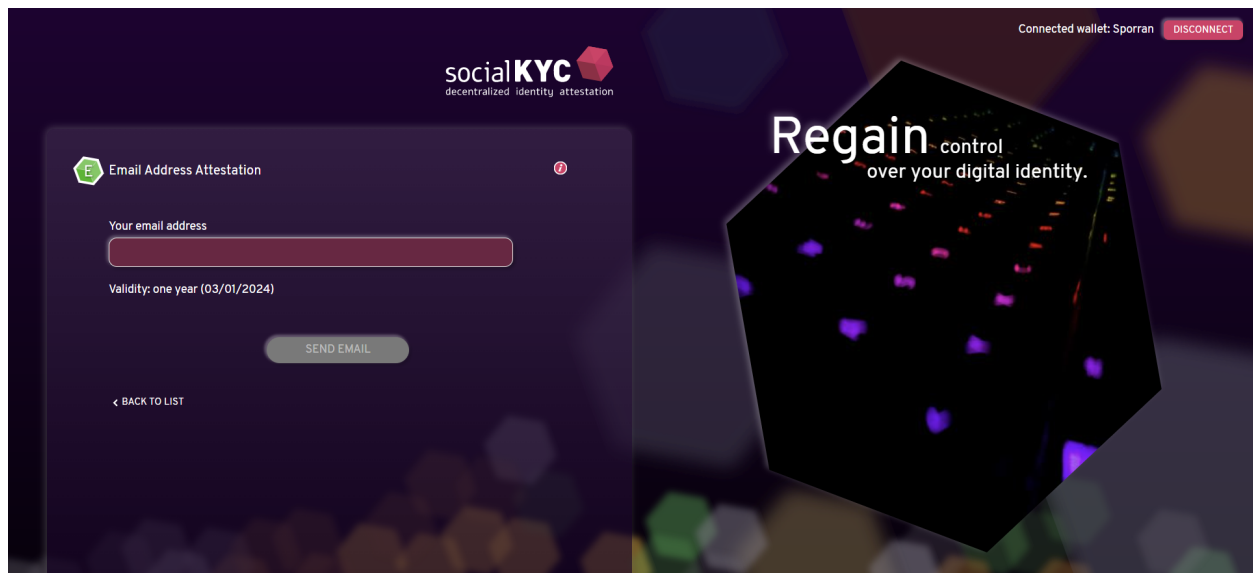 Connected wallet: Sporran DISCONNECT
socialKYC
decentralized identity attestation
Regain control
over your digital identity.
E Email Address Attestation i
Your email address
Validity: one year (03/01/2024)
SEND EMAIL
BACK TO LIST